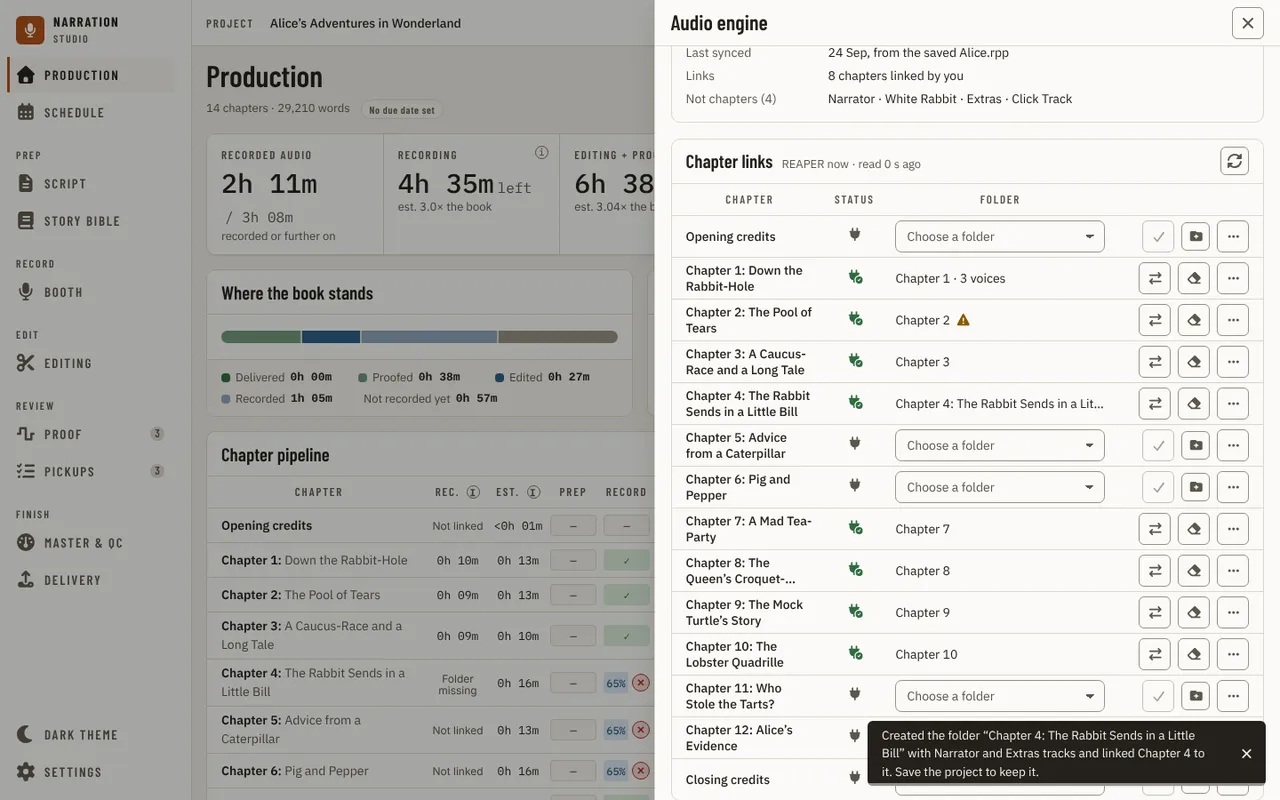 NARRATION
STUDIO
PRODUCTION
SCHEDULE
PREP
SCRIPT
STORY BIBLE
RECORD
BOOTH
EDIT
EDITING
REVIEW
PROOF 3
PICKUPS 3
FINISH
MASTER & QC
DELIVERY
DARK THEME
SETTINGS
PROJECT Alice's Adventures in Wonderland
Production
14 chapters · 29,210 words No due date set
RECORDED AUDIO
2h 11m
/ 3h 08m
recorded or further on
RECORDING
4h 35m left
est. 3.0× the book
EDITING + PRO
6h 38
est. 3.04× the b
Where the book stands
Delivered 0h 00m Proofed 0h 38m Edited 0h 27m
Recorded 1h 05m Not recorded yet 0h 57m
Chapter pipeline
CHAPTER REC. EST. PREP RECORD
Opening credits Not linked <0h 01m – –
Chapter 1: Down the Rabbit-Hole 0h 10m 0h 13m – ✓
Chapter 2: The Pool of Tears 0h 09m 0h 13m – ✓
Chapter 3: A Caucus-Race and a
Long Tale 0h 09m 0h 10m – ✓
Chapter 4: The Rabbit Sends in a
Little Bill Folder missing 0h 16m – 65%
Chapter 5: Advice from a
Caterpillar Not linked 0h 13m – 65%
Chapter 6: Pig and Pepper Not linked 0h 16m – 65%
Audio engine
Last synced 24 Sep, from the saved Alice.rpp
Links 8 chapters linked by you
Not chapters (4) Narrator · White Rabbit · Extras · Click Track
Chapter links REAPER now · read 0 s ago
CHAPTER STATUS FOLDER
Opening credits Choose a folder
Chapter 1: Down the
Rabbit-Hole Chapter 1 · 3 voices
Chapter 2: The Pool of
Tears Chapter 2
Chapter 3: A Caucus-
Race and a Long Tale Chapter 3
Chapter 4: The Rabbit
Sends in a Little Bill Chapter 4: The Rabbit Sends in a Lit...
Chapter 5: Advice
from a Caterpillar Choose a folder
Chapter 6: Pig and
Pepper Choose a folder
Chapter 7: A Mad Tea-
Party Chapter 7
Chapter 8: The
Queen's Croquet-... Chapter 8
Chapter 9: The Mock
Turtle's Story Chapter 9
Chapter 10: The
Lobster Quadrille Chapter 10
Chapter 11: Who
Stole the Tarts? Choose a folder
Chapter 12: Alice's
Evidence
Closing credits
Created the folder “Chapter 4: The Rabbit Sends in a Little
Bill” with Narrator and Extras tracks and linked Chapter 4 to
it. Save the project to keep it.